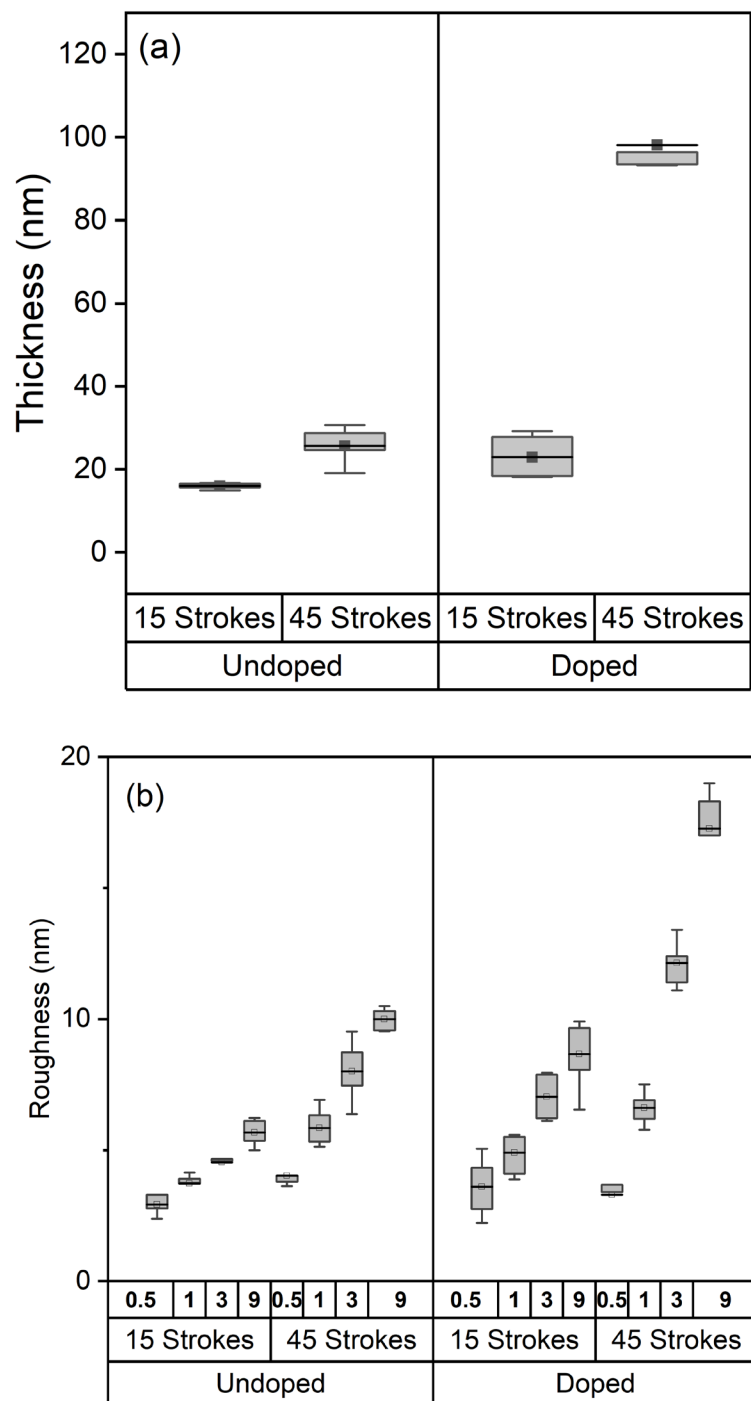 (a)
Thickness (nm)
120
100
80
60
40
20
0
15 Strokes 45 Strokes 15 Strokes 45 Strokes
Undoped Doped
(b)
Roughness (nm)
20
10
0
0.5 1 3 9 0.5 1 3 9 0.5 1 3 9 0.5 1 3 9
15 Strokes 45 Strokes 15 Strokes 45 Strokes
Undoped Doped